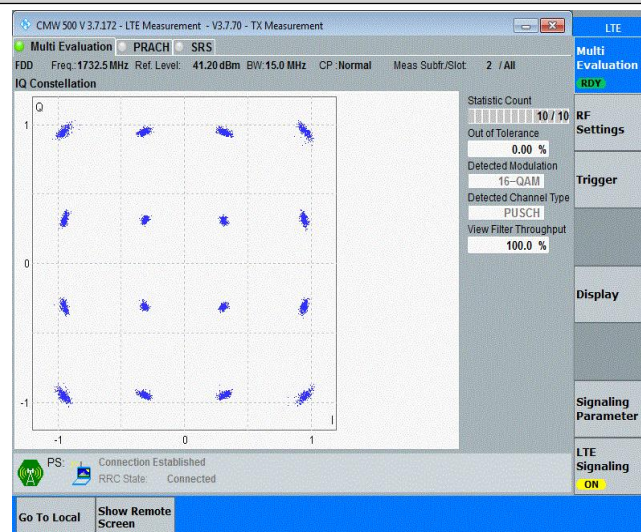 CMW 500 V 3.7.172 - LTE Measurement - V3.7.70 - TX Measurement
LTE
Multi Evaluation PRACH SRS
Multi
Evaluation
RDY
FDD Freq.:1732.5 MHz Ref. Level: 41.20 dBm BW:15.0 MHz CP :Normal Meas Subfr./Slot: 2 / All
IQ Constellation
Q
1
0
-1
-1 0 1
I
Statistic Count
10 / 10
Out of Tolerance
0.00 %
Detected Modulation
16-QAM
Detected Channel Type
PUSCH
View Filter Throughput
100.0 %
RF
Settings
Trigger
Display
Signaling
Parameter
LTE
Signaling
ON
PS: Connection Established
RRC State: Connected
Go To Local
Show Remote
Screen